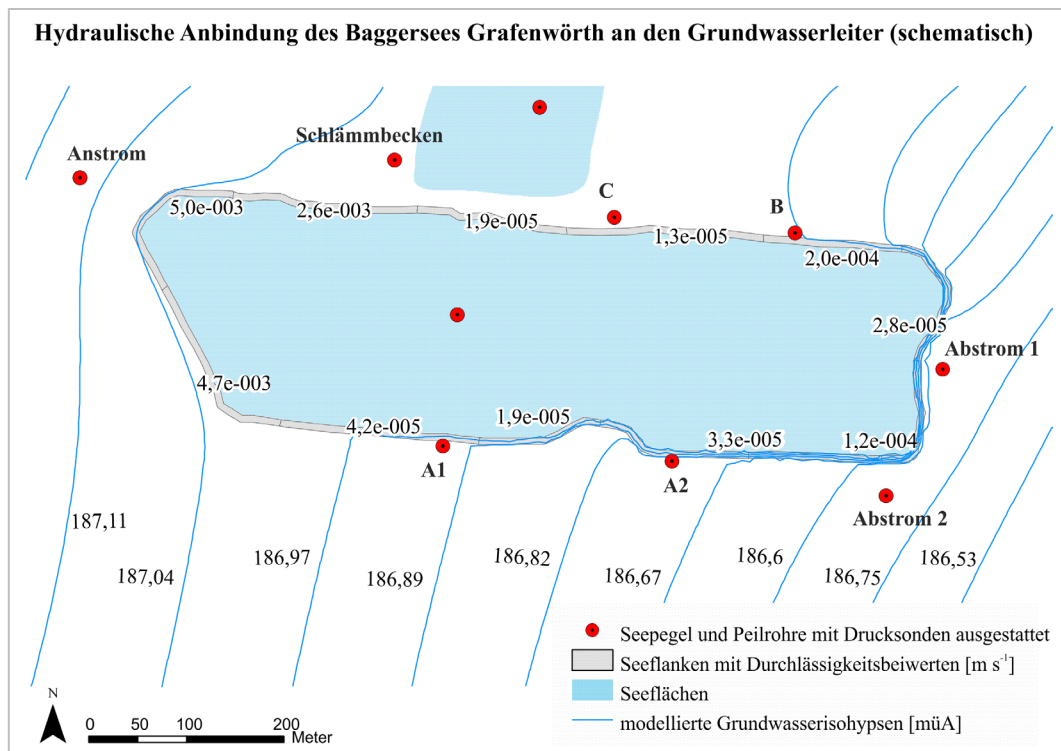 Hydraulische Anbindung des Baggersees Grafenwörth an den Grundwasserleiter (schematisch)
Anstrom
Schlämmbecken
C
B
5,0e-003
2,6e-003
1,9e-005
1,3e-005
2,0e-004
2,8e-005
Abstrom 1
4,7e-003
4,2e-005
1,9e-005
3,3e-005
1,2e-004
A1
A2
Abstrom 2
187,11
187,04
186,97
186,89
186,82
186,67
186,6
186,75
186,53
Seepegel und Peilrohre mit Drucksonden ausgestattet
Seeflanken mit Durchlässigkeitsbeiwerten [m s⁻¹]
Seeflächen
modellierte Grundwasserisohypsen [müA]
N
0 50 100 200
Meter